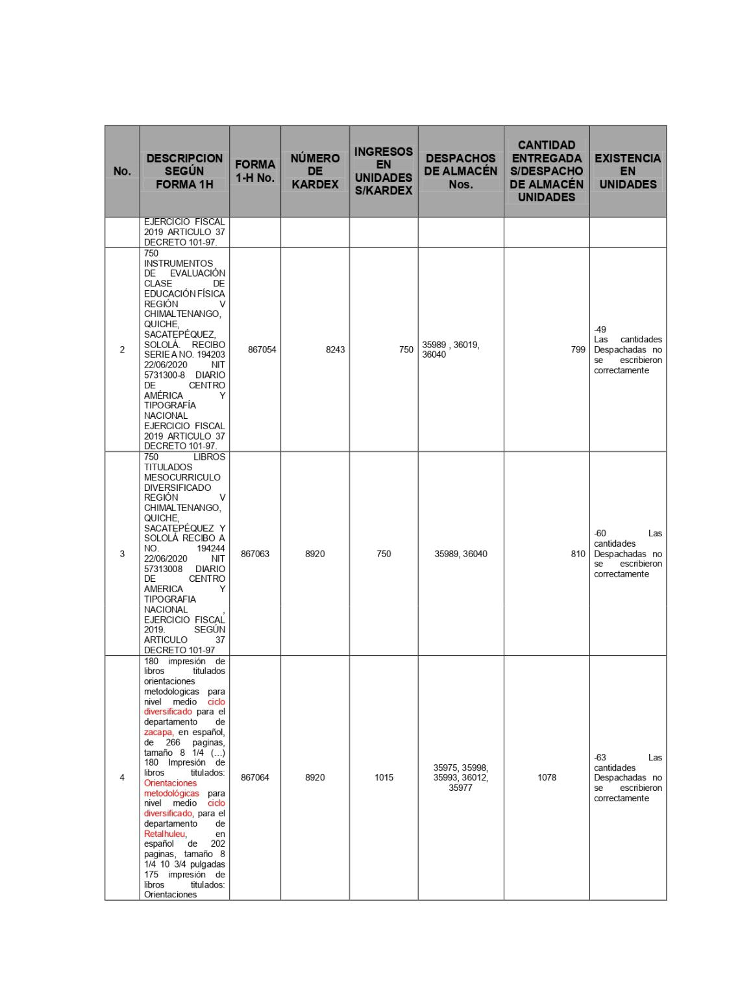 No.
DESCRIPCION
SEGÚN
FORMA 1H
FORMA
1-H No.
NÚMERO
DE
KARDEX
INGRESOS
EN
UNIDADES
S/KARDEX
DESPACHOS
DE ALMACÉN
Nos.
CANTIDAD
ENTREGADA
S/DESPACHO
DE ALMACÉN
UNIDADES
EXISTENCIA
EN
UNIDADES
EJERCICIO FISCAL
2019 ARTICULO 37
DECRETO 101-97.
2
750
INSTRUMENTOS
DE EVALUACIÓN
CLASE DE
EDUCACIÓN FÍSICA
REGIÓN V
CHIMALTENANGO,
QUICHE,
SACATEPÉQUEZ,
SOLOLÁ. RECIBO
SERIE A NO. 194203
22/06/2020 NIT
5731300-8 DIARIO
DE CENTRO
AMÉRICA Y
TIPOGRAFÍA
NACIONAL
EJERCICIO FISCAL
2019 ARTICULO 37
DECRETO 101-97.
867054
8243
750
35989 , 36019,
36040
799
-49
Las cantidades
Despachadas no
se escribieron
correctamente
3
750 LIBROS
TITULADOS
MESOCURRICULO
DIVERSIFICADO
REGIÓN V
CHIMALTENANGO,
QUICHE,
SACATEPÉQUEZ Y
SOLOLÁ RECIBO A
NO. 194244
22/06/2020 NIT
57313008 DIARIO
DE CENTRO
AMERICA Y
TIPOGRAFIA
NACIONAL ,
EJERCICIO FISCAL
2019. SEGÚN
ARTICULO 37
DECRETO 101-97
867063
8920
750
35989, 36040
810
-60 Las
cantidades
Despachadas no
se escribieron
correctamente
4
180 impresión de
libros titulados
orientaciones
metodologicas para
nivel medio ciclo
diversificado para el
departamento de
zacapa, en español,
de 266 paginas,
tamaño 8 1/4 (…)
180 Impresión de
libros titulados:
Orientaciones
metodológicas para
nivel medio ciclo
diversificado, para el
departamento de
Retalhuleu, en
español de 202
paginas, tamaño 8
1/4 10 3/4 pulgadas
175 impresión de
libros titulados:
Orientaciones
867064
8920
1015
35975, 35998,
35993, 36012,
35977
1078
-63 Las
cantidades
Despachadas no
se escribieron
correctamente